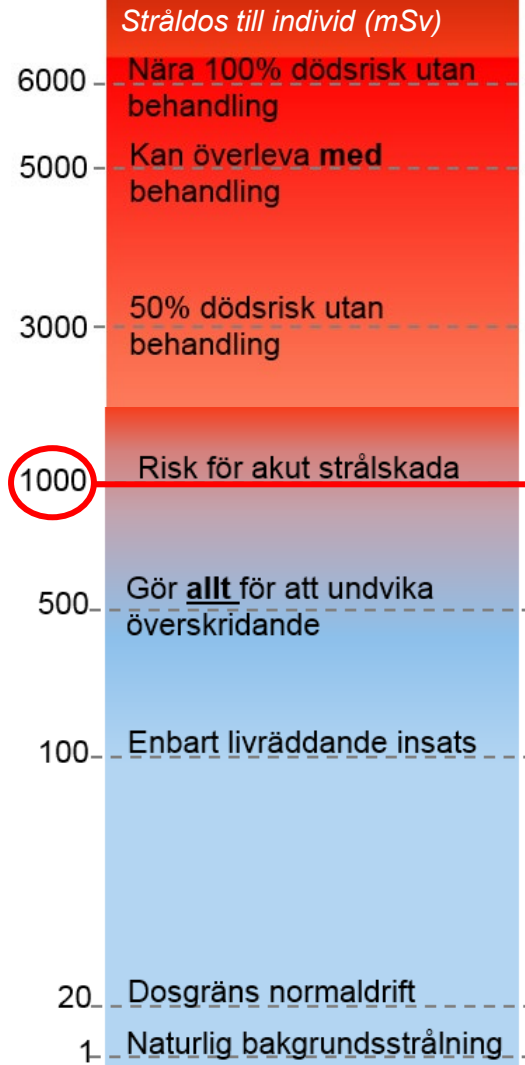 Stråldos till individ (mSv)
6000 Nära 100% dödsrisk utan
behandling
5000 Kan överleva med
behandling
3000 50% dödsrisk utan
behandling
1000 Risk för akut strålskada
500 Gör allt för att undvika
överskridande
100 Enbart livräddande insats
20 Dosgräns normaldrift
1 Naturlig bakgrundsstrålning